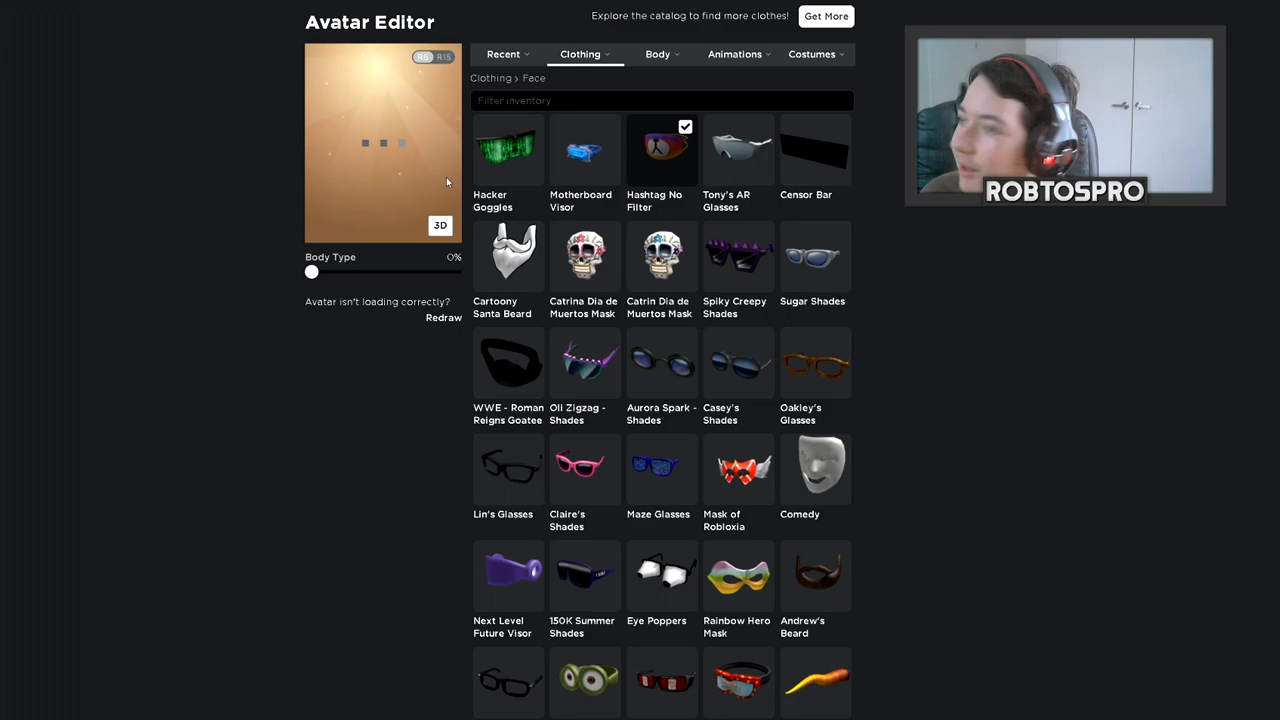 Avatar Editor
Explore the catalog to find more clothes!
Get More
R6 R15
3D
Body Type 0%
Avatar isn't loading correctly?
Redraw
Recent
Clothing
Body
Animations
Costumes
Clothing > Face
Filter inventory
Hacker Goggles
Motherboard Visor
Hashtag No Filter
Tony's AR Glasses
Censor Bar
Cartoony Santa Beard
Catrina Dia de Muertos Mask
Catrin Dia de Muertos Mask
Spiky Creepy Shades
Sugar Shades
WWE - Roman Reigns Goatee
Oli Zigzag - Shades
Aurora Spark - Shades
Casey's Shades
Oakley's Glasses
Lin's Glasses
Claire's Shades
Maze Glasses
Mask of Robloxia
Comedy
Next Level Future Visor
150K Summer Shades
Eye Poppers
Rainbow Hero Mask
Andrew's Beard
ROBTOSPRO